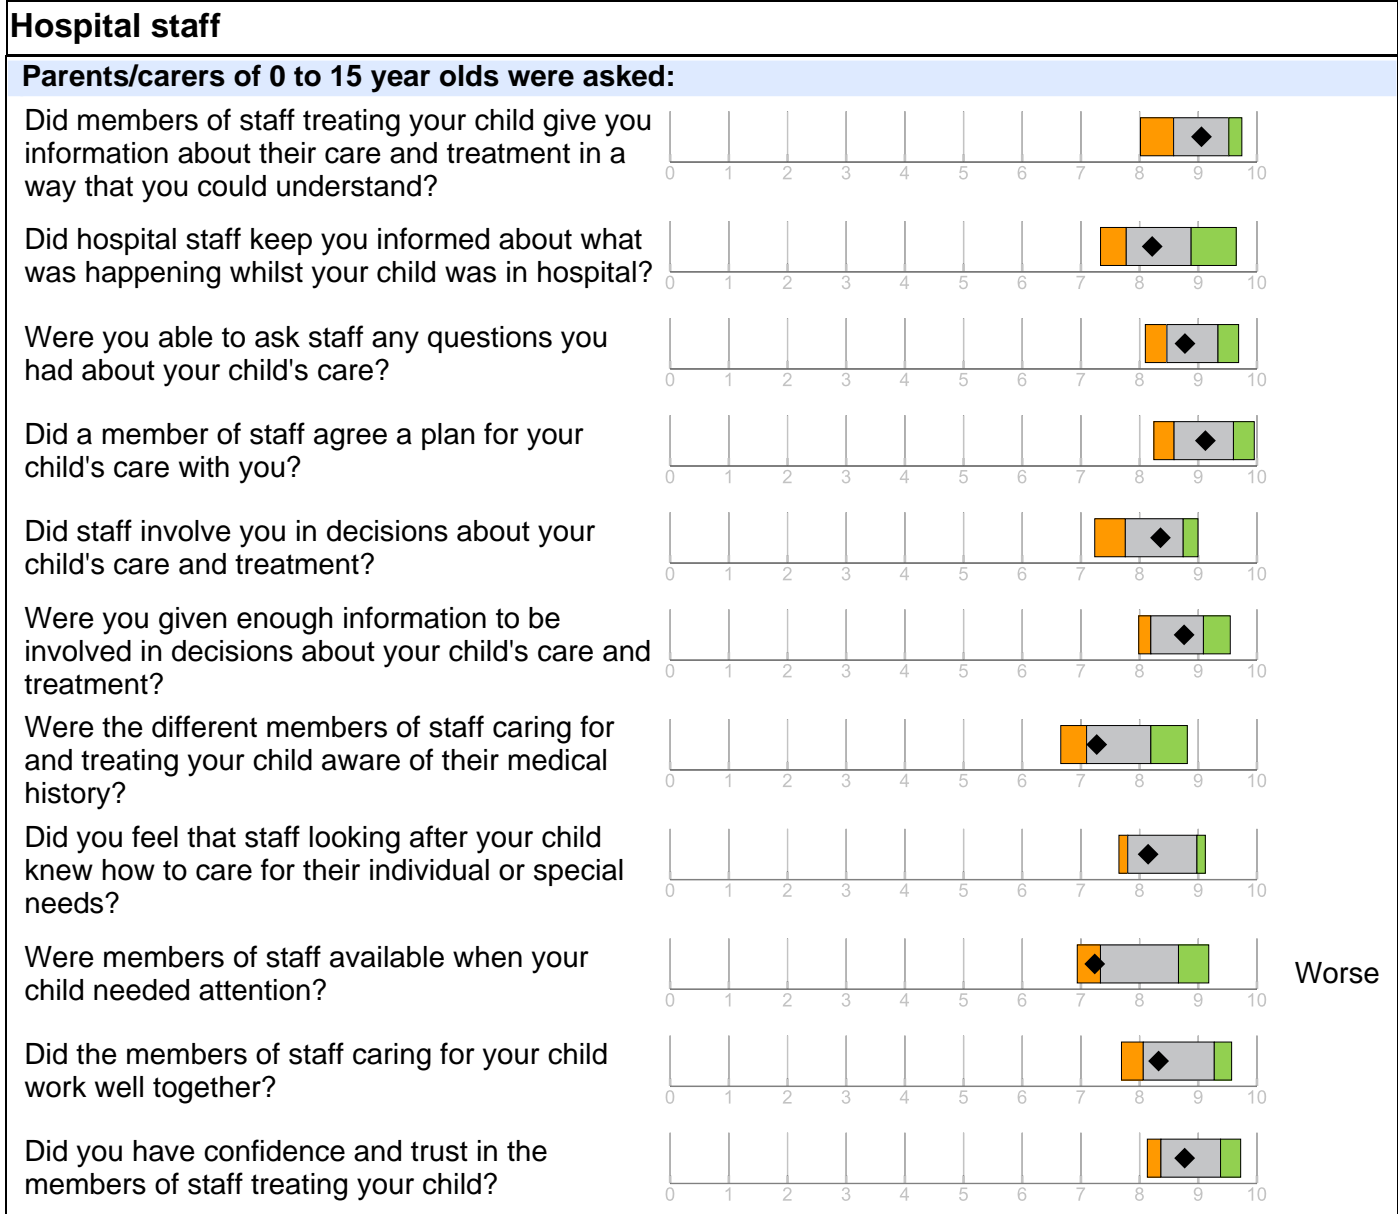 Hospital staff
Parents/carers of 0 to 15 year olds were asked:
Did members of staff treating your child give you
information about their care and treatment in a
way that you could understand?
0 1 2 3 4 5 6 7 8 9 10
Did hospital staff keep you informed about what
was happening whilst your child was in hospital?
0 1 2 3 4 5 6 7 8 9 10
Were you able to ask staff any questions you
had about your child's care?
0 1 2 3 4 5 6 7 8 9 10
Did a member of staff agree a plan for your
child's care with you?
0 1 2 3 4 5 6 7 8 9 10
Did staff involve you in decisions about your
child's care and treatment?
0 1 2 3 4 5 6 7 8 9 10
Were you given enough information to be
involved in decisions about your child's care and
treatment?
0 1 2 3 4 5 6 7 8 9 10
Were the different members of staff caring for
and treating your child aware of their medical
history?
0 1 2 3 4 5 6 7 8 9 10
Did you feel that staff looking after your child
knew how to care for their individual or special
needs?
0 1 2 3 4 5 6 7 8 9 10
Were members of staff available when your
child needed attention?
0 1 2 3 4 5 6 7 8 9 10
Worse
Did the members of staff caring for your child
work well together?
0 1 2 3 4 5 6 7 8 9 10
Did you have confidence and trust in the
members of staff treating your child?
0 1 2 3 4 5 6 7 8 9 10